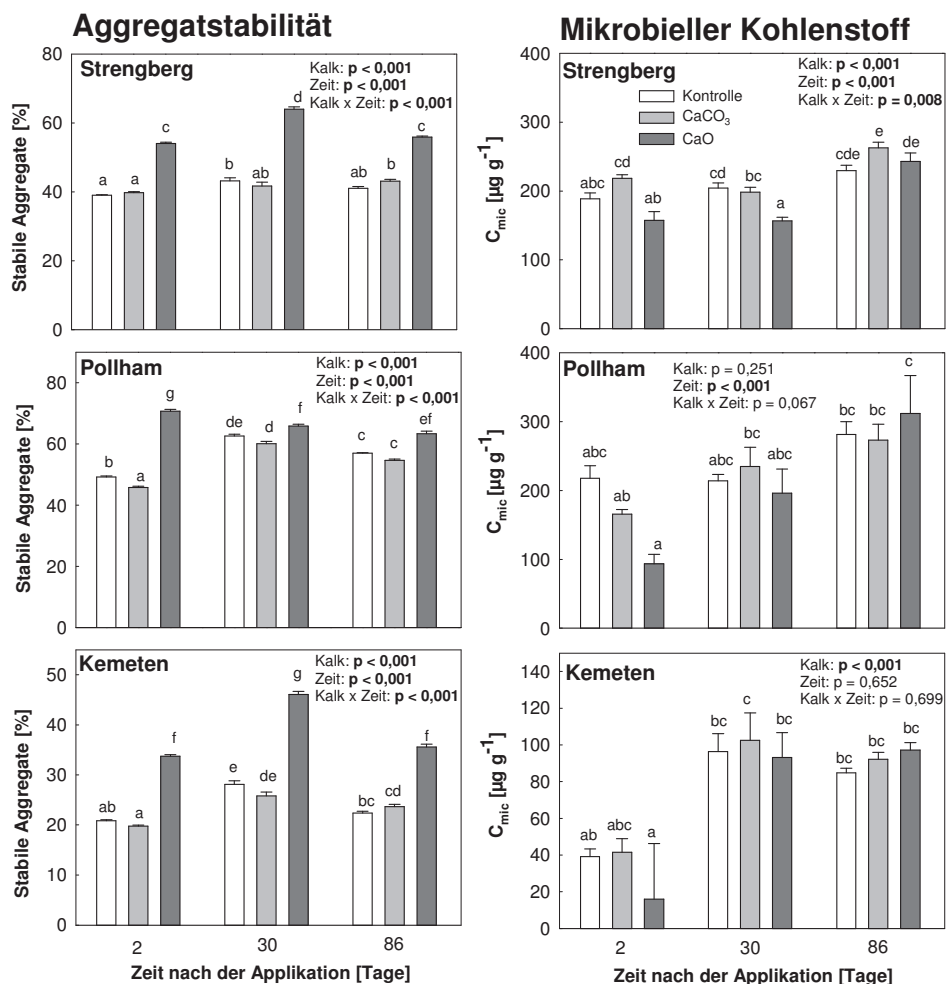 Aggregatstabilität
Strengberg
Kalk: p < 0,001
Zeit: p < 0,001
Kalk x Zeit: p < 0,001
Stabile Aggregate [%]
80
60
40
20
0
a a c
b ab d
ab b c
Pollham
Kalk: p < 0,001
Zeit: p < 0,001
Kalk x Zeit: p < 0,001
Stabile Aggregate [%]
80
60
40
20
0
b a g
de d f
c c ef
Kemeten
Kalk: p < 0,001
Zeit: p < 0,001
Kalk x Zeit: p < 0,001
Stabile Aggregate [%]
50
40
30
20
10
0
ab a f
e de g
bc cd f
2 30 86
Zeit nach der Applikation [Tage]
Mikrobieller Kohlenstoff
Strengberg
Kalk: p < 0,001
Zeit: p < 0,001
Kalk x Zeit: p = 0,008
Kontrolle
CaCO₃
CaO
C_mic [µg g⁻¹]
400
300
200
100
0
abc cd ab
cd bc a
cde e de
Pollham
Kalk: p = 0,251
Zeit: p < 0,001
Kalk x Zeit: p = 0,067
C_mic [µg g⁻¹]
400
300
200
100
0
abc ab a
abc bc abc
bc bc c
Kemeten
Kalk: p < 0,001
Zeit: p = 0,652
Kalk x Zeit: p = 0,699
C_mic [µg g⁻¹]
140
120
100
80
60
40
20
0
ab abc a
bc c bc
bc bc bc
2 30 86
Zeit nach der Applikation [Tage]